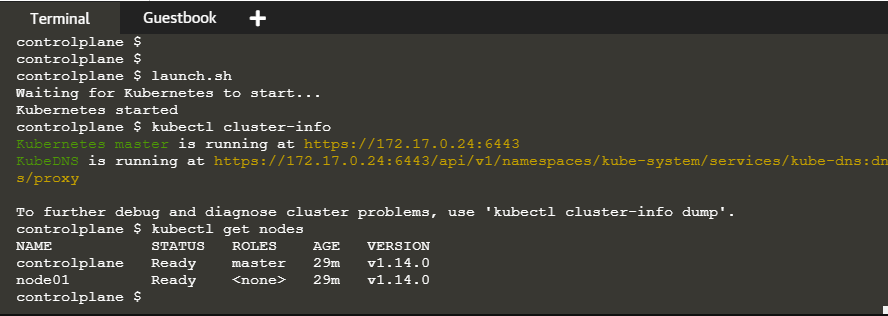 Terminal Guestbook +
controlplane $
controlplane $
controlplane $ launch.sh
Waiting for Kubernetes to start...
Kubernetes started
controlplane $ kubectl cluster-info
Kubernetes master is running at https://172.17.0.24:6443
KubeDNS is running at https://172.17.0.24:6443/api/v1/namespaces/kube-system/services/kube-dns:dn
s/proxy
To further debug and diagnose cluster problems, use 'kubectl cluster-info dump'.
controlplane $ kubectl get nodes
NAME STATUS ROLES AGE VERSION
controlplane Ready master 29m v1.14.0
node01 Ready <none> 29m v1.14.0
controlplane $